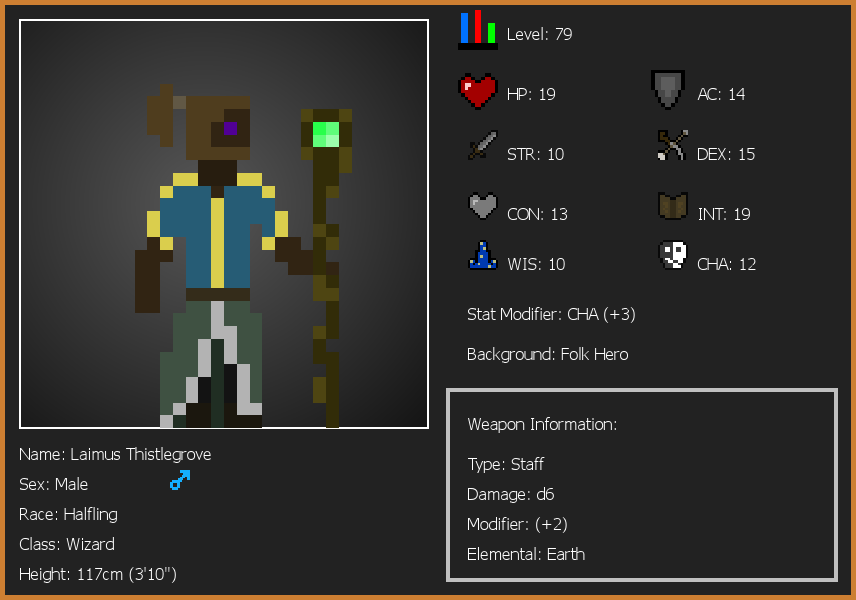 Level: 79
HP: 19
AC: 14
STR: 10
DEX: 15
CON: 13
INT: 19
WIS: 10
CHA: 12
Stat Modifier: CHA (+3)
Background: Folk Hero
Weapon Information:
Type: Staff
Damage: d6
Modifier: (+2)
Elemental: Earth
Name: Laimus Thistlegrove
Sex: Male
Race: Halfling
Class: Wizard
Height: 117cm (3'10")